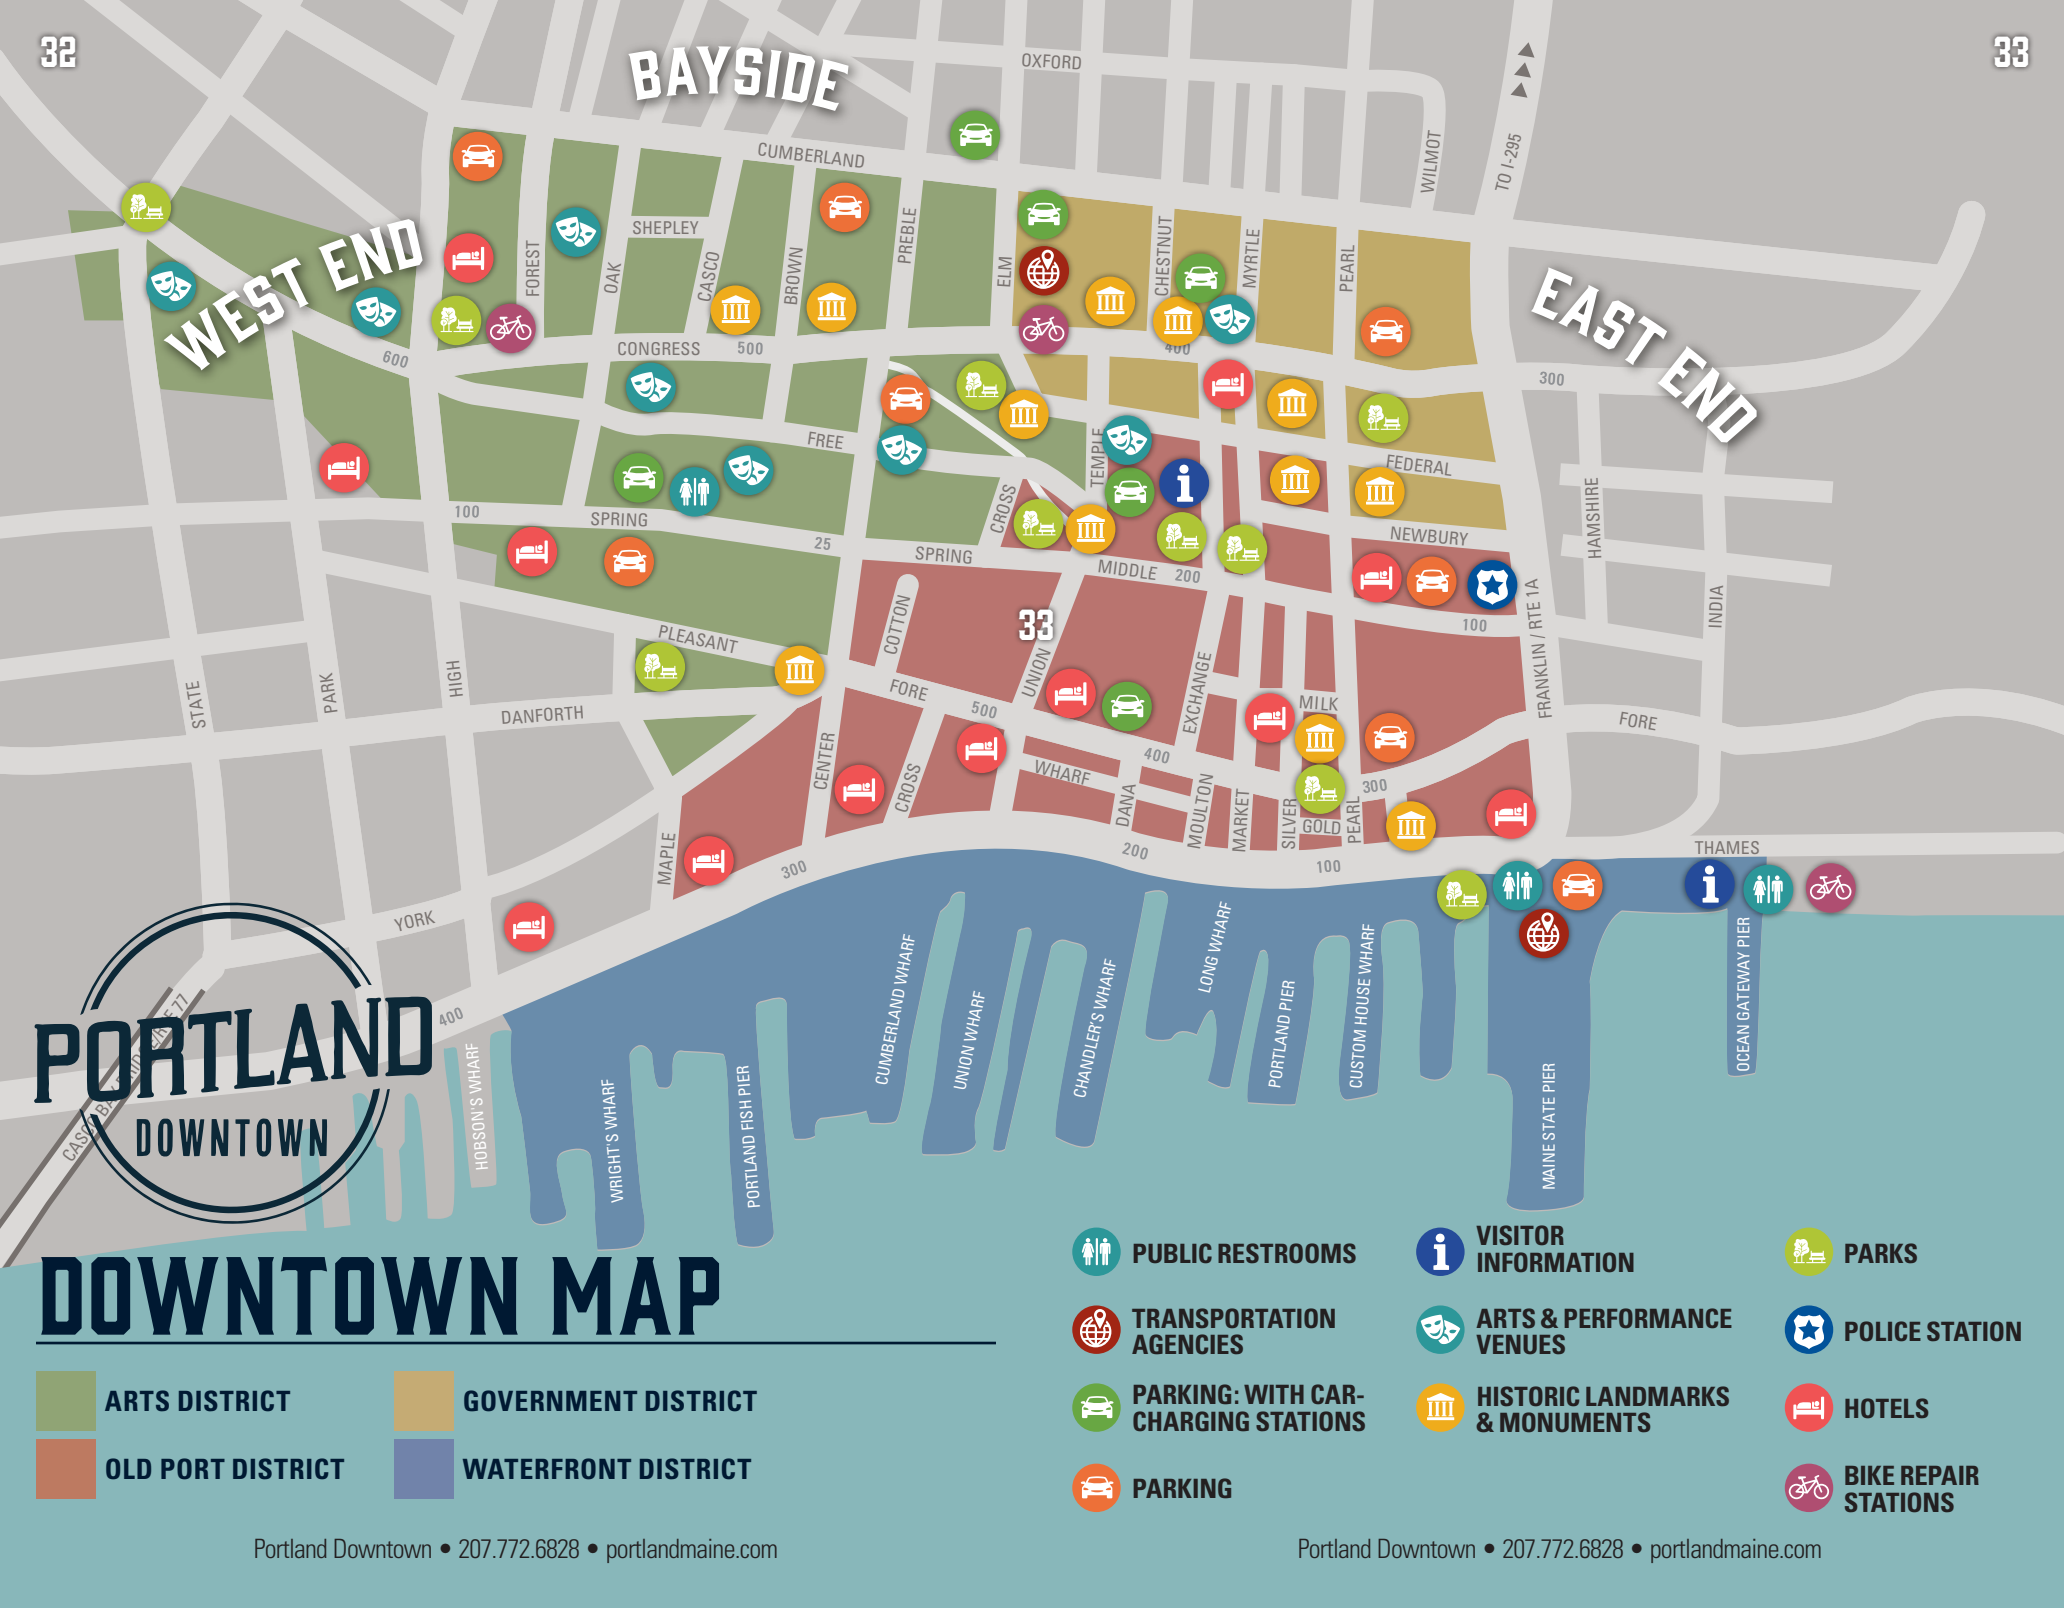 32
33
BAYSIDE
OXFORD
WILMOT
TO I-295
CUMBERLAND
WEST END
EAST END
SHEPLEY
FOREST
OAK
CASCO
BROWN
PREBLE
ELM
CHESTNUT
MYRTLE
PEARL
CONGRESS
500
600
400
300
FREE
TEMPLE
FEDERAL
HAMSHIRE
INDIA
100
SPRING
25
SPRING
CROSS
MIDDLE
200
NEWBURY
100
FRANKLIN / RTE 1A
33
COTTON
UNION
EXCHANGE
PLEASANT
STATE
PARK
HIGH
DANFORTH
FORE
500
400
MILK
300
FORE
CENTER
CROSS
WHARF
DANA
MOULTON
MARKET
SILVER
GOLD
PEARL
MAPLE
300
200
100
THAMES
YORK
400
HOBSON'S WHARF
WRIGHT'S WHARF
PORTLAND FISH PIER
CUMBERLAND WHARF
UNION WHARF
CHANDLER'S WHARF
LONG WHARF
PORTLAND PIER
CUSTOM HOUSE WHARF
MAINE STATE PIER
OCEAN GATEWAY PIER
PORTLAND
DOWNTOWN
DOWNTOWN MAP
ARTS DISTRICT
GOVERNMENT DISTRICT
OLD PORT DISTRICT
WATERFRONT DISTRICT
PUBLIC RESTROOMS
TRANSPORTATION
AGENCIES
PARKING: WITH CAR-
CHARGING STATIONS
PARKING
VISITOR
INFORMATION
ARTS & PERFORMANCE
VENUES
HISTORIC LANDMARKS
& MONUMENTS
PARKS
POLICE STATION
HOTELS
BIKE REPAIR
STATIONS
Portland Downtown • 207.772.6828 • portlandmaine.com
Portland Downtown • 207.772.6828 • portlandmaine.com